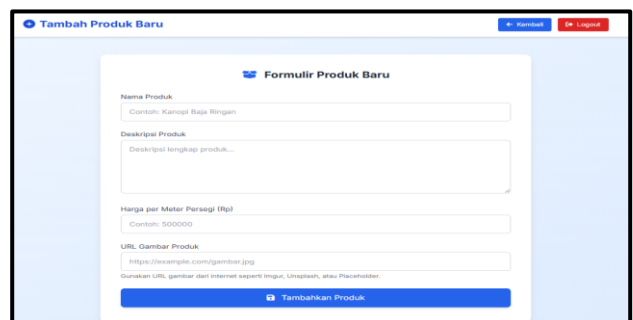 Tambah Produk Baru
Kembali
Logout
Formulir Produk Baru
Nama Produk
Contoh: Kanopi Baja Ringan
Deskripsi Produk
Deskripsi lengkap produk...
Harga per Meter Persegi (Rp)
Contoh: 500000
URL Gambar Produk
https://example.com/gambar.jpg
Gunakan URL gambar dari internet seperti Imgur, Unsplash, atau Placeholder.
Tambahkan Produk